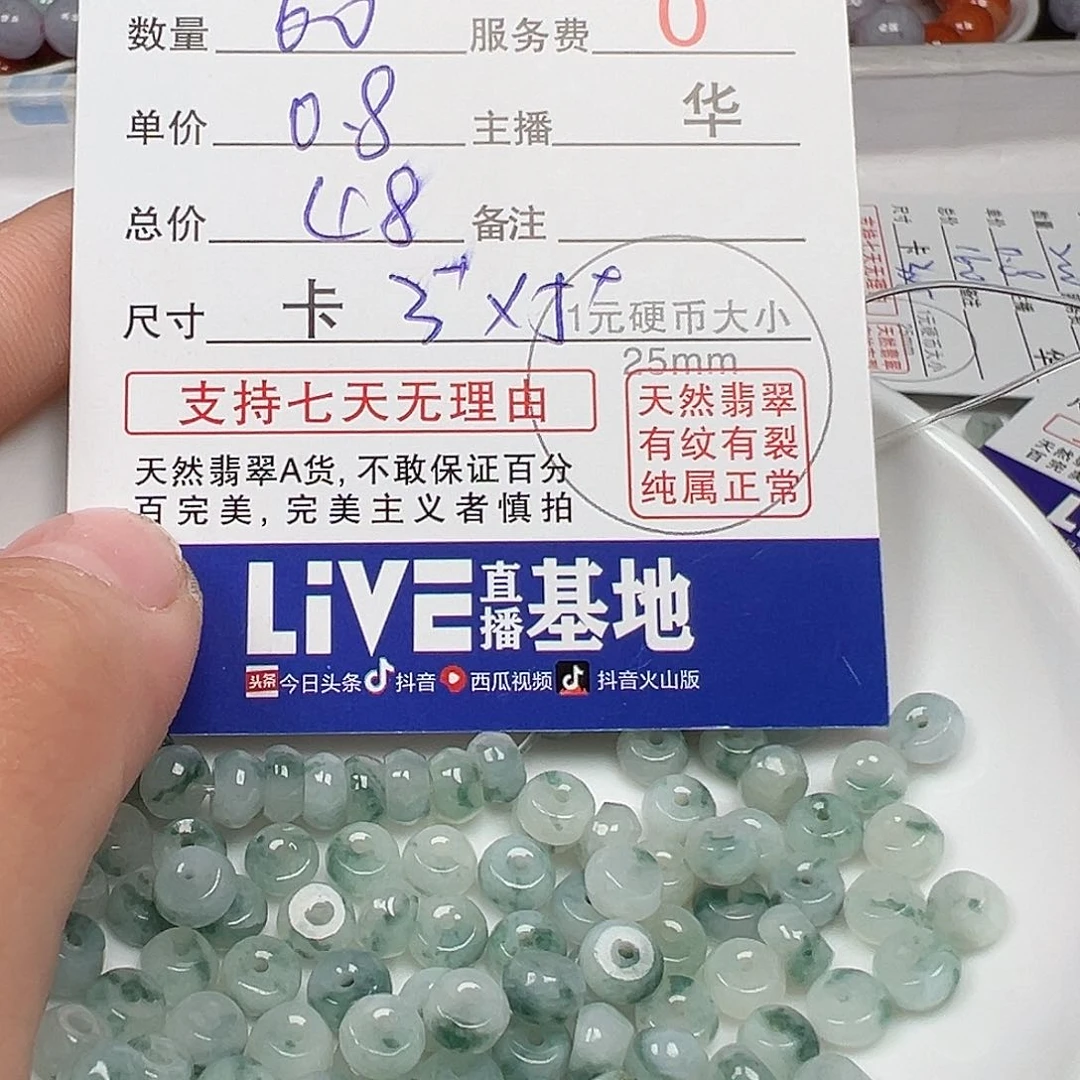 数量 60 服务费 0
单价 0.8 主播 华
总价 48 备注
尺寸 卡 1元硬币大小
25mm
支持七天无理由
天然翡翠
有纹有裂
纯属正常
天然翡翠A货,不敢保证百分
百完美,完美主义者慎拍
LiVE直播基地
头条 今日头条 抖音 西瓜视频 抖音火山版